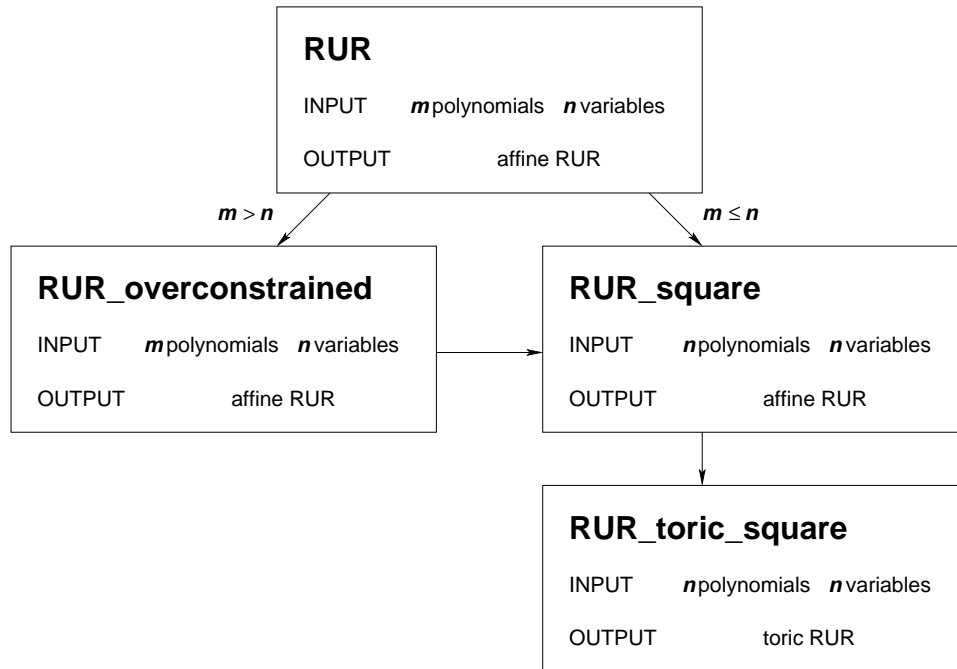 RUR
INPUT m polynomials n variables
OUTPUT affine RUR
m > n
m ≤ n
RUR_overconstrained
INPUT m polynomials n variables
OUTPUT affine RUR
RUR_square
INPUT n polynomials n variables
OUTPUT affine RUR
RUR_toric_square
INPUT n polynomials n variables
OUTPUT toric RUR